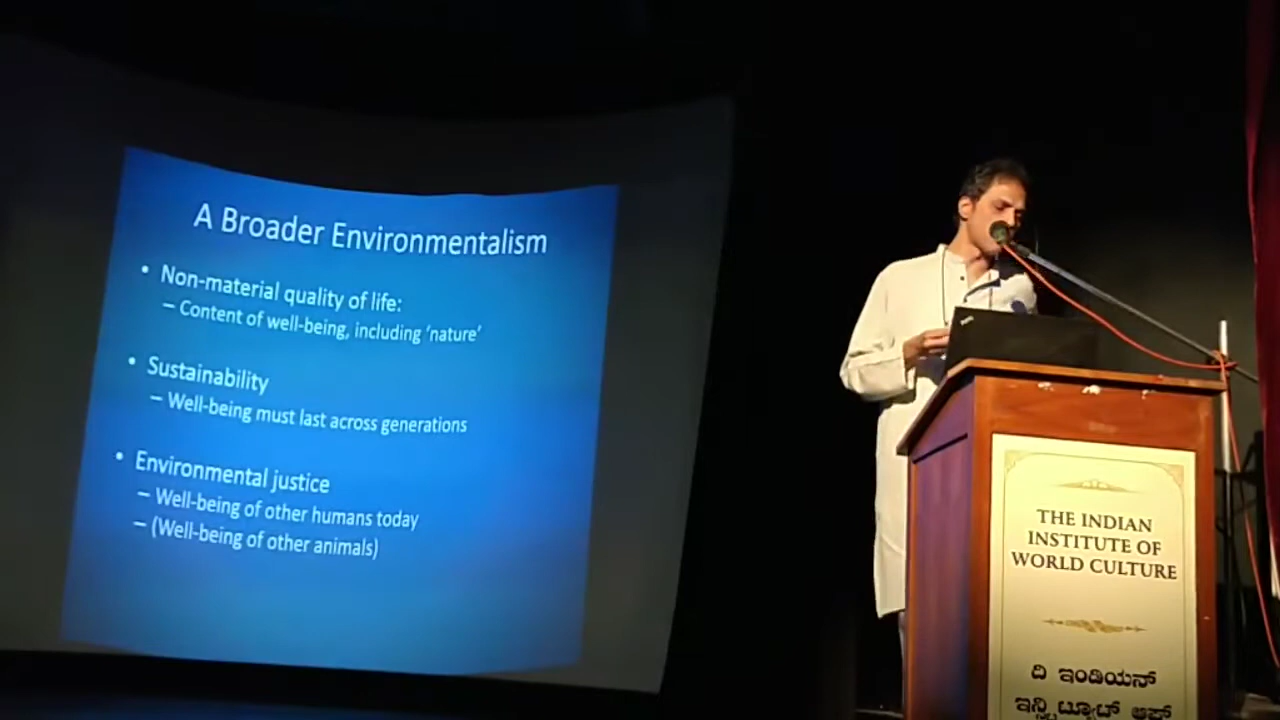 A Broader Environmentalism
• Non-material quality of life:
– Content of well-being, including ‘nature’
• Sustainability
– Well-being must last across generations
• Environmental justice
– Well-being of other humans today
– (Well-being of other animals)
THE INDIAN
INSTITUTE OF
WORLD CULTURE
ದಿ ಇಂಡಿಯನ್
ಇನ್ಸ್ಟಿಟ್ಯೂಟ್ ಆಫ್